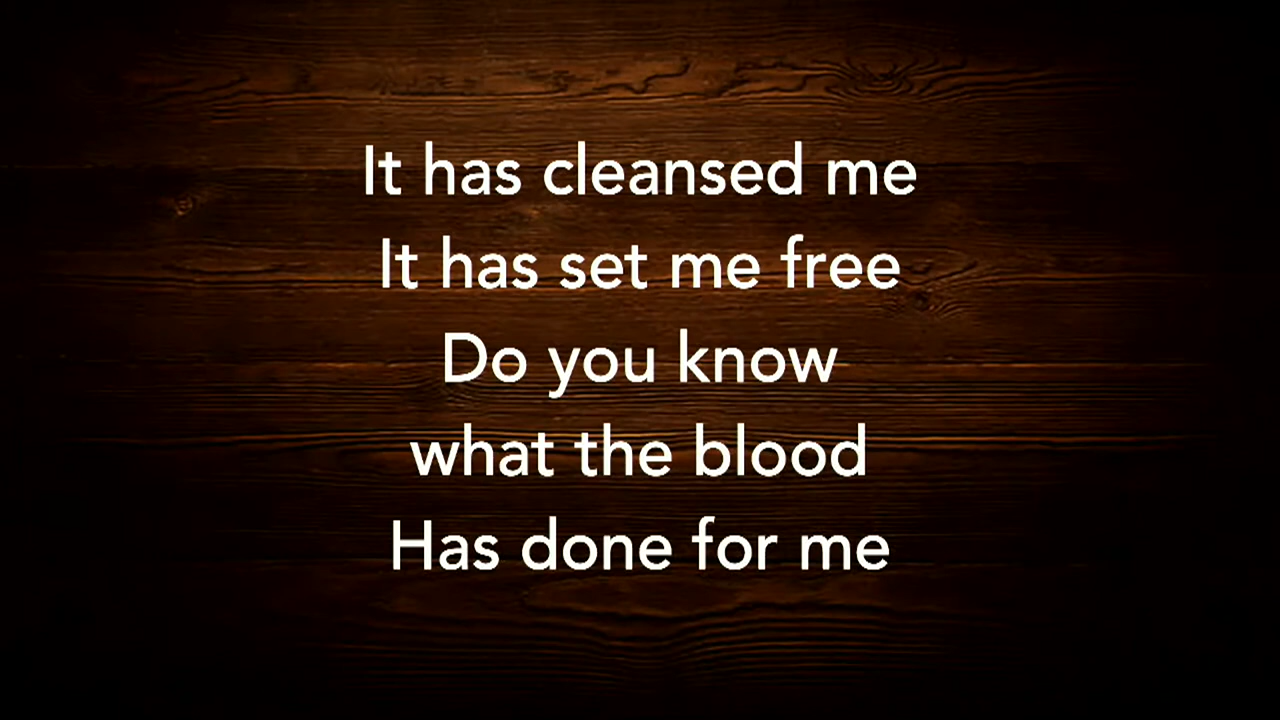 It has cleansed me
It has set me free
Do you know
what the blood
Has done for me